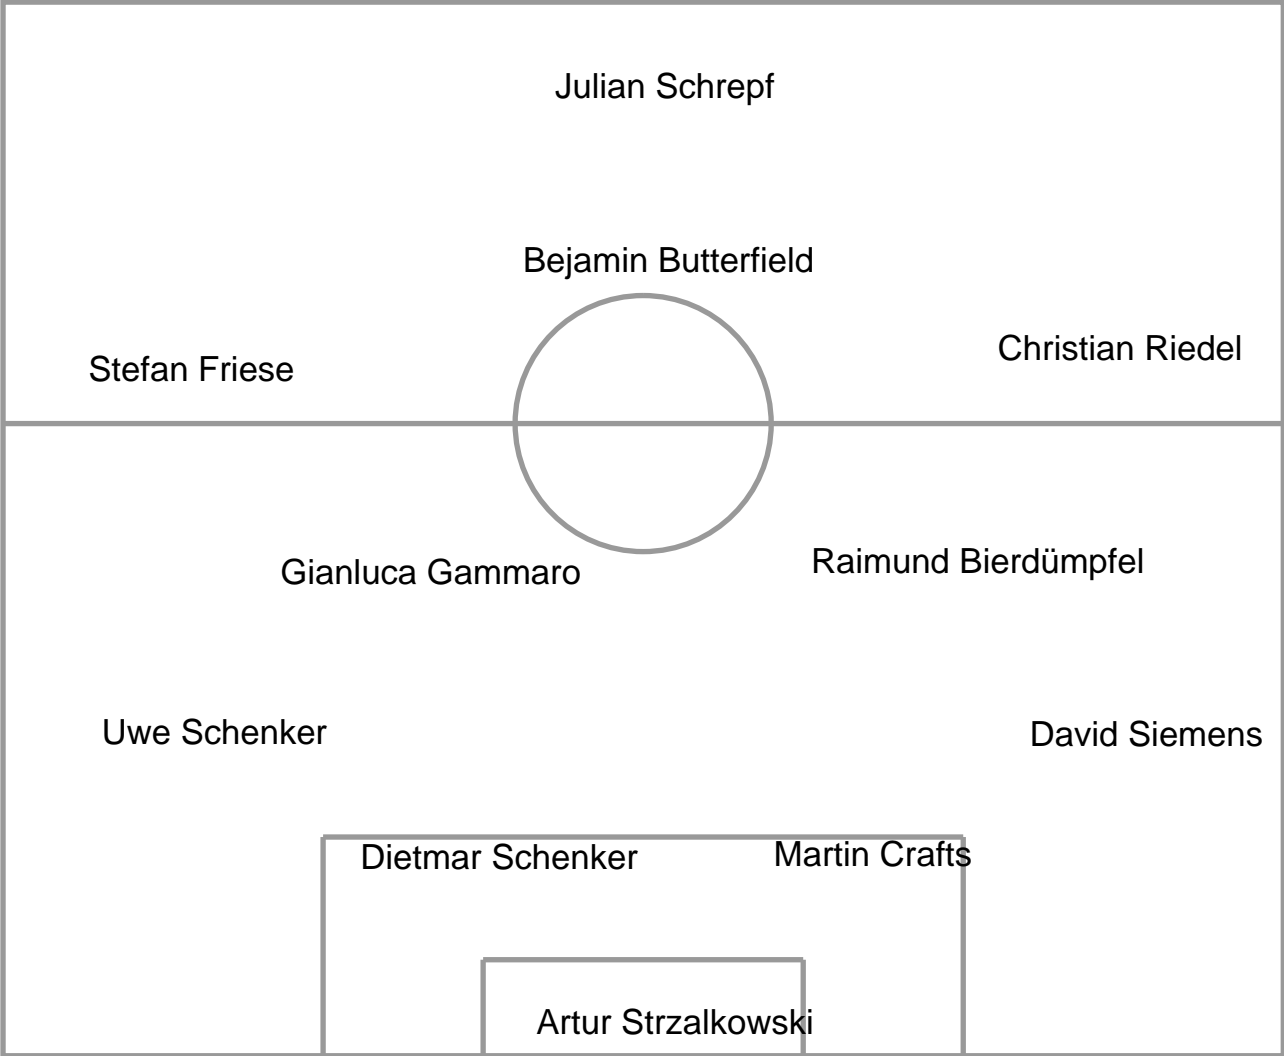 Julian Schrepf
Bejamin Butterfield
Christian Riedel
Stefan Friese
Raimund Bierdümpfel
Gianluca Gammaro
Uwe Schenker
David Siemens
Dietmar Schenker
Martin Crafts
Artur Strzalkowski